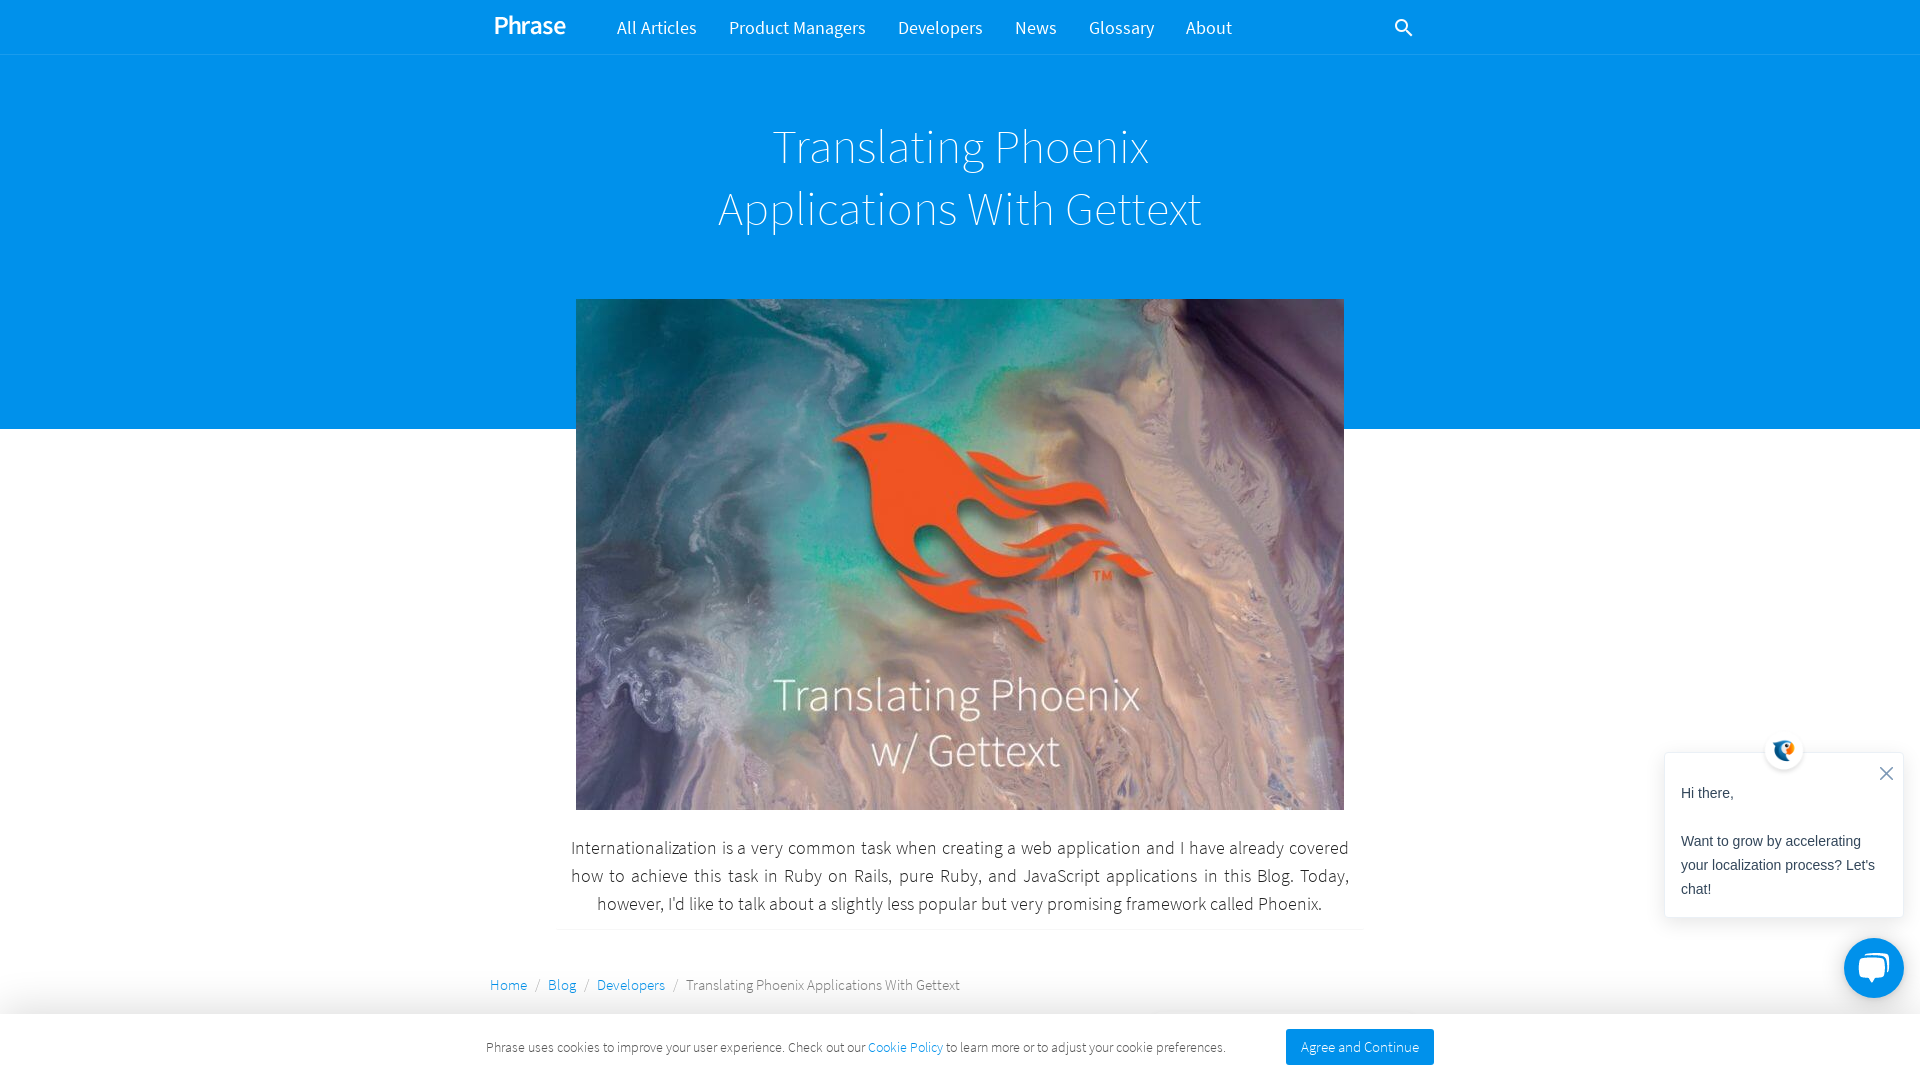 Phrase
All Articles
Product Managers
Developers
News
Glossary
About
Translating Phoenix
Applications With Gettext
TM
Translating Phoenix
w/ Gettext
Internationalization is a very common task when creating a web application and I have already covered
how to achieve this task in Ruby on Rails, pure Ruby, and JavaScript applications in this Blog. Today,
however, I'd like to talk about a slightly less popular but very promising framework called Phoenix.
Hi there,
Want to grow by accelerating
your localization process? Let's
chat!
Home / Blog / Developers / Translating Phoenix Applications With Gettext
Phrase uses cookies to improve your user experience. Check out our Cookie Policy to learn more or to adjust your cookie preferences.
Agree and Continue